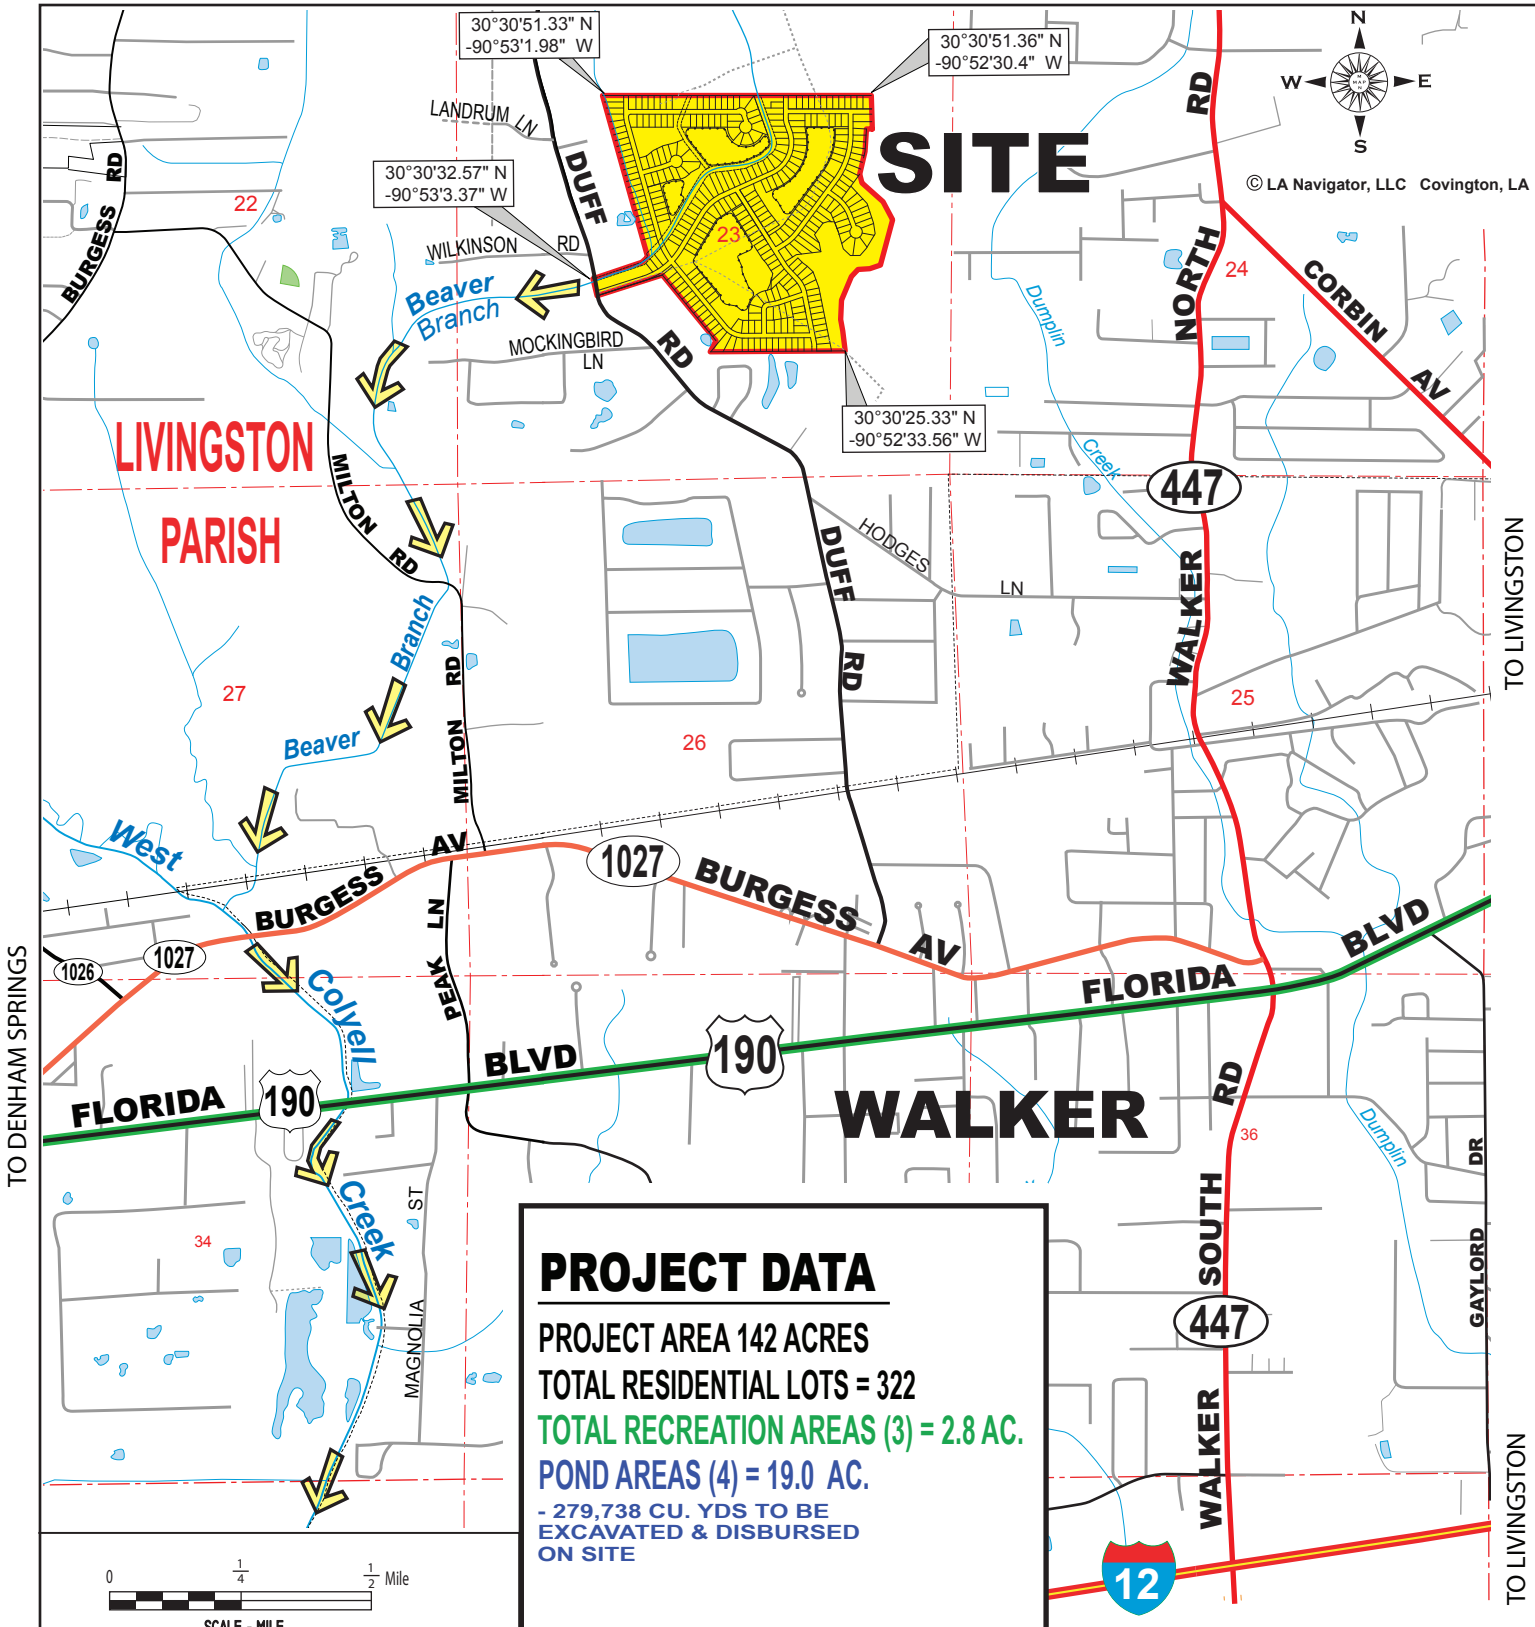 30°30'51.33" N
-90°53'1.98" W
30°30'51.36" N
-90°52'30.4" W
N
W
E
S
SITE
© LA Navigator, LLC Covington, LA
LANDRUM LN
30°30'32.57" N
-90°53'3.37" W
DUFF
RD
BURGESS
RD
22
23
24
WILKINSON RD
Beaver
Branch
MOCKINGBIRD
LN
RD
Dumplin
Creek
NORTH
CORBIN
AV
30°30'25.33" N
-90°52'33.56" W
LIVINGSTON
PARISH
MILTON
RD
447
HODGES
LN
DUFF
RD
WALKER
TO LIVINGSTON
Branch
Beaver
MILTON
RD
27
26
25
West
BURGESS
AV
1027
BURGESS
AV
1026
1027
PEAK
LN
Colyell
FLORIDA
BLVD
TO DENHAM SPRINGS
FLORIDA
190
BLVD
190
WALKER
RD
36
Dumplin
DR
GAYLORD
Creek
ST
MAGNOLIA
34
SOUTH
447
WALKER
PROJECT DATA
PROJECT AREA 142 ACRES
TOTAL RESIDENTIAL LOTS = 322
TOTAL RECREATION AREAS (3) = 2.8 AC.
POND AREAS (4) = 19.0 AC.
- 279,738 CU. YDS TO BE
EXCAVATED & DISBURSED
ON SITE
12
TO LIVINGSTON
0 1/4 1/2 Mile
SCALE - MILE